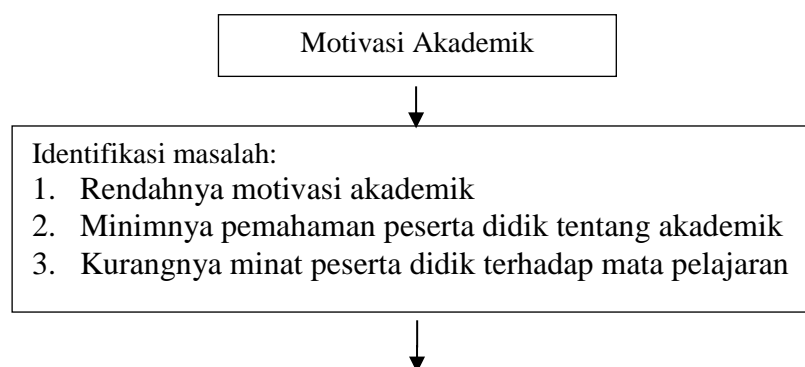 Motivasi Akademik
Identifikasi masalah:
1. Rendahnya motivasi akademik
2. Minimnya pemahaman peserta didik tentang akademik
3. Kurangnya minat peserta didik terhadap mata pelajaran